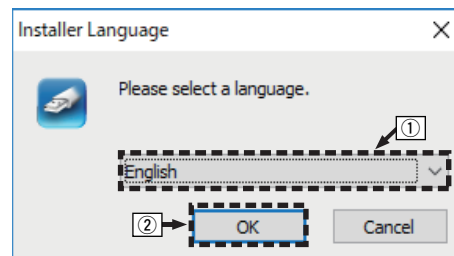 Installer Language
Please select a language.
①
English
②
OK
Cancel